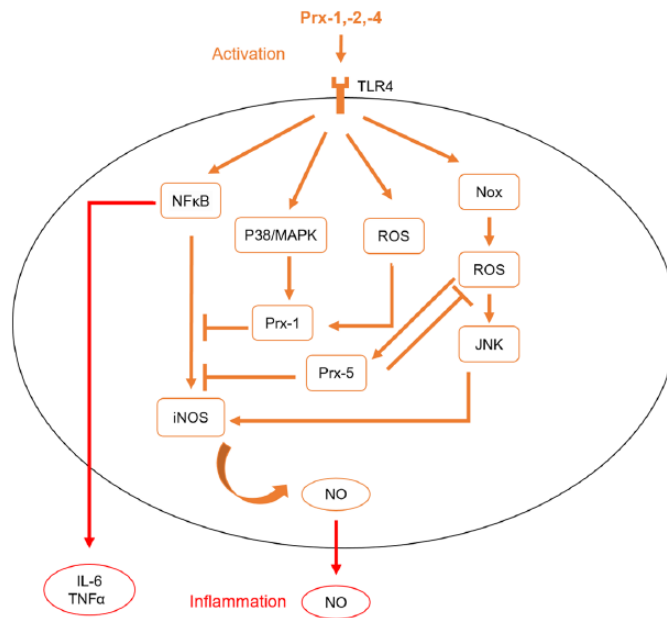 Prx-1,-2,-4
Activation
TLR4
NFκB
P38/MAPK
ROS
Nox
ROS
Prx-1
JNK
Prx-5
iNOS
NO
IL-6
TNFα
Inflammation
NO